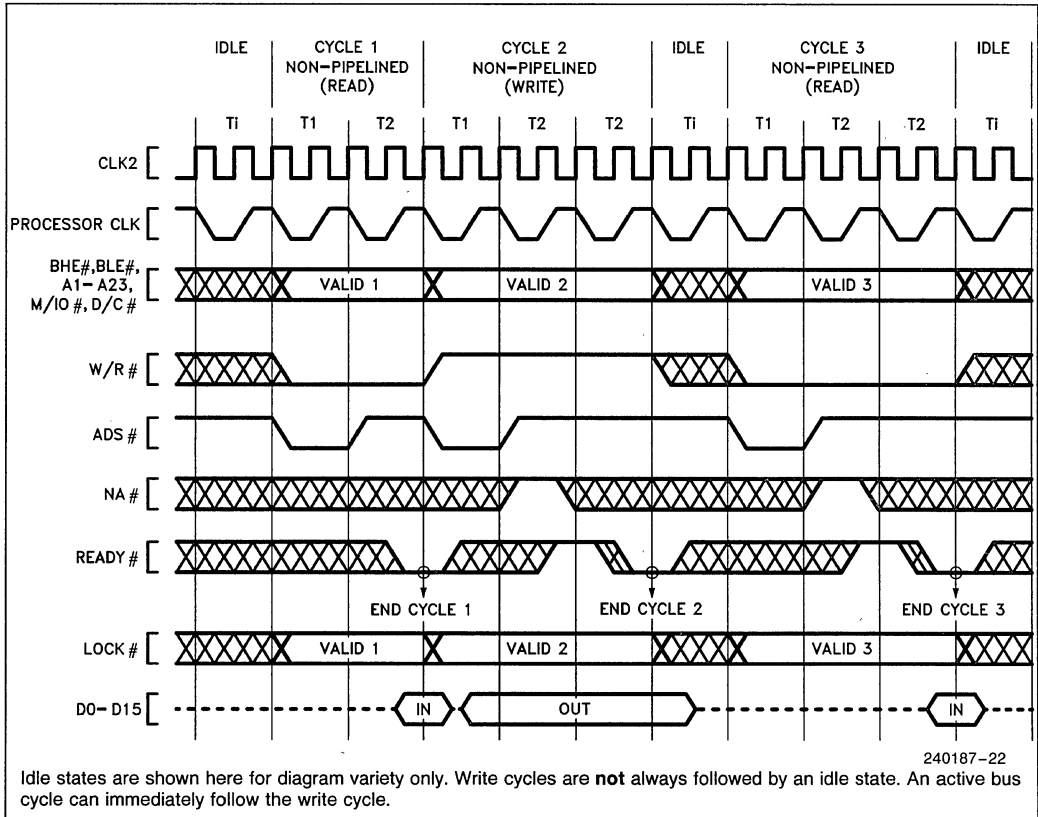 IDLE CYCLE 1 CYCLE 2 IDLE CYCLE 3 IDLE
NON-PIPELINED NON-PIPELINED NON-PIPELINED
(READ) (WRITE) (READ)
Ti T1 T2 T1 T2 T2 Ti T1 T2 T2 Ti
CLK2
PROCESSOR CLK
BHE#,BLE#,
A1-A23,
M/IO#,D/C#
VALID 1 VALID 2 VALID 3
W/R#
ADS#
NA#
READY#
END CYCLE 1 END CYCLE 2 END CYCLE 3
LOCK# VALID 1 VALID 2 VALID 3
D0-D15 IN OUT IN
240187-22
Idle states are shown here for diagram variety only. Write cycles are not always followed by an idle state. An active bus
cycle can immediately follow the write cycle.